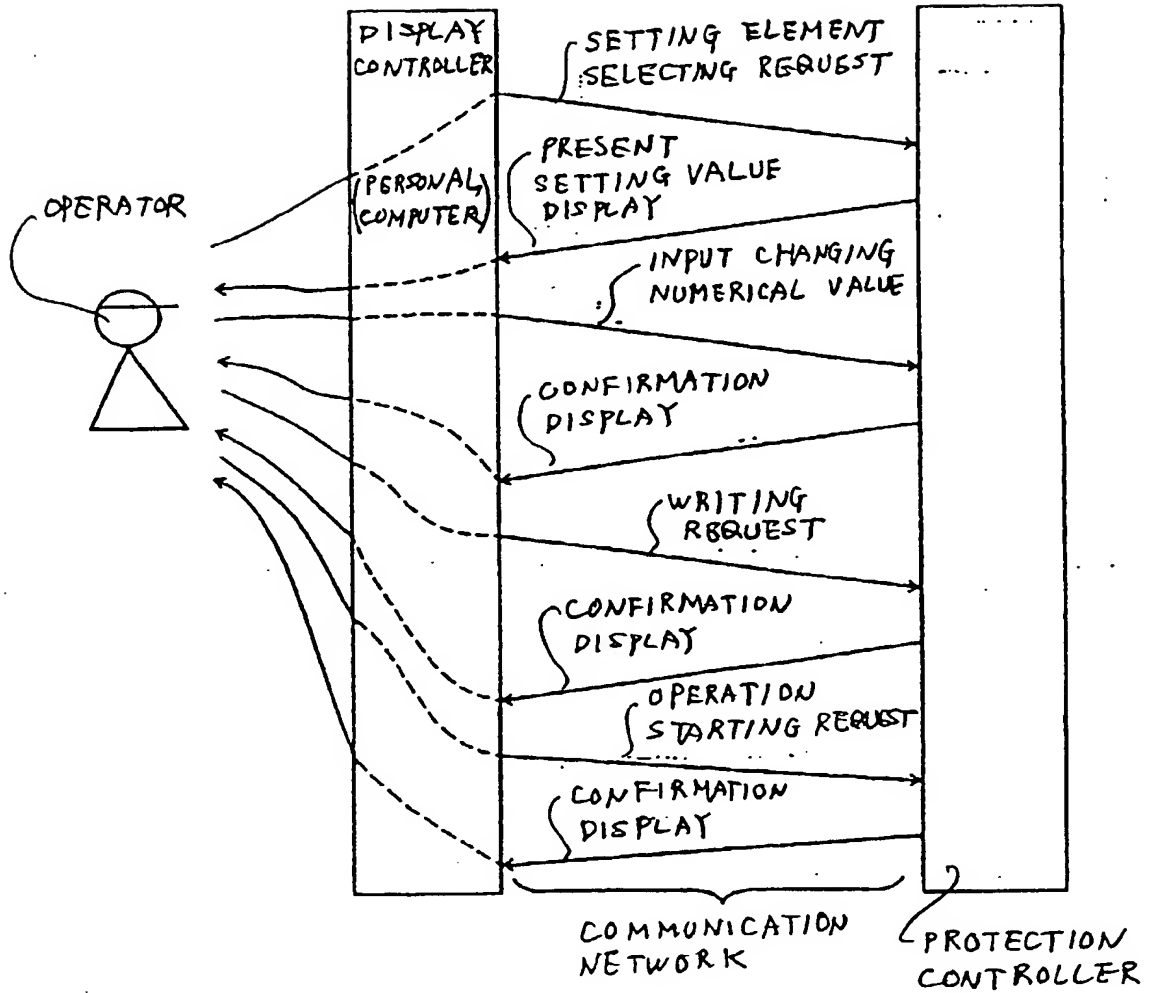 DISPLAY
CONTROLLER
(PERSONAL,
COMPUTER)
OPERATOR
SETTING ELEMENT
SELECTING REQUEST
PRESENT
SETTING VALUE
DISPLAY
INPUT CHANGING
NUMERICAL VALUE
CONFIRMATION
DISPLAY
WRITING
REQUEST
CONFIRMATION
DISPLAY
OPERATION
STARTING REQUEST
CONFIRMATION
DISPLAY
COMMUNICATION
NETWORK
PROTECTION
CONTROLLER